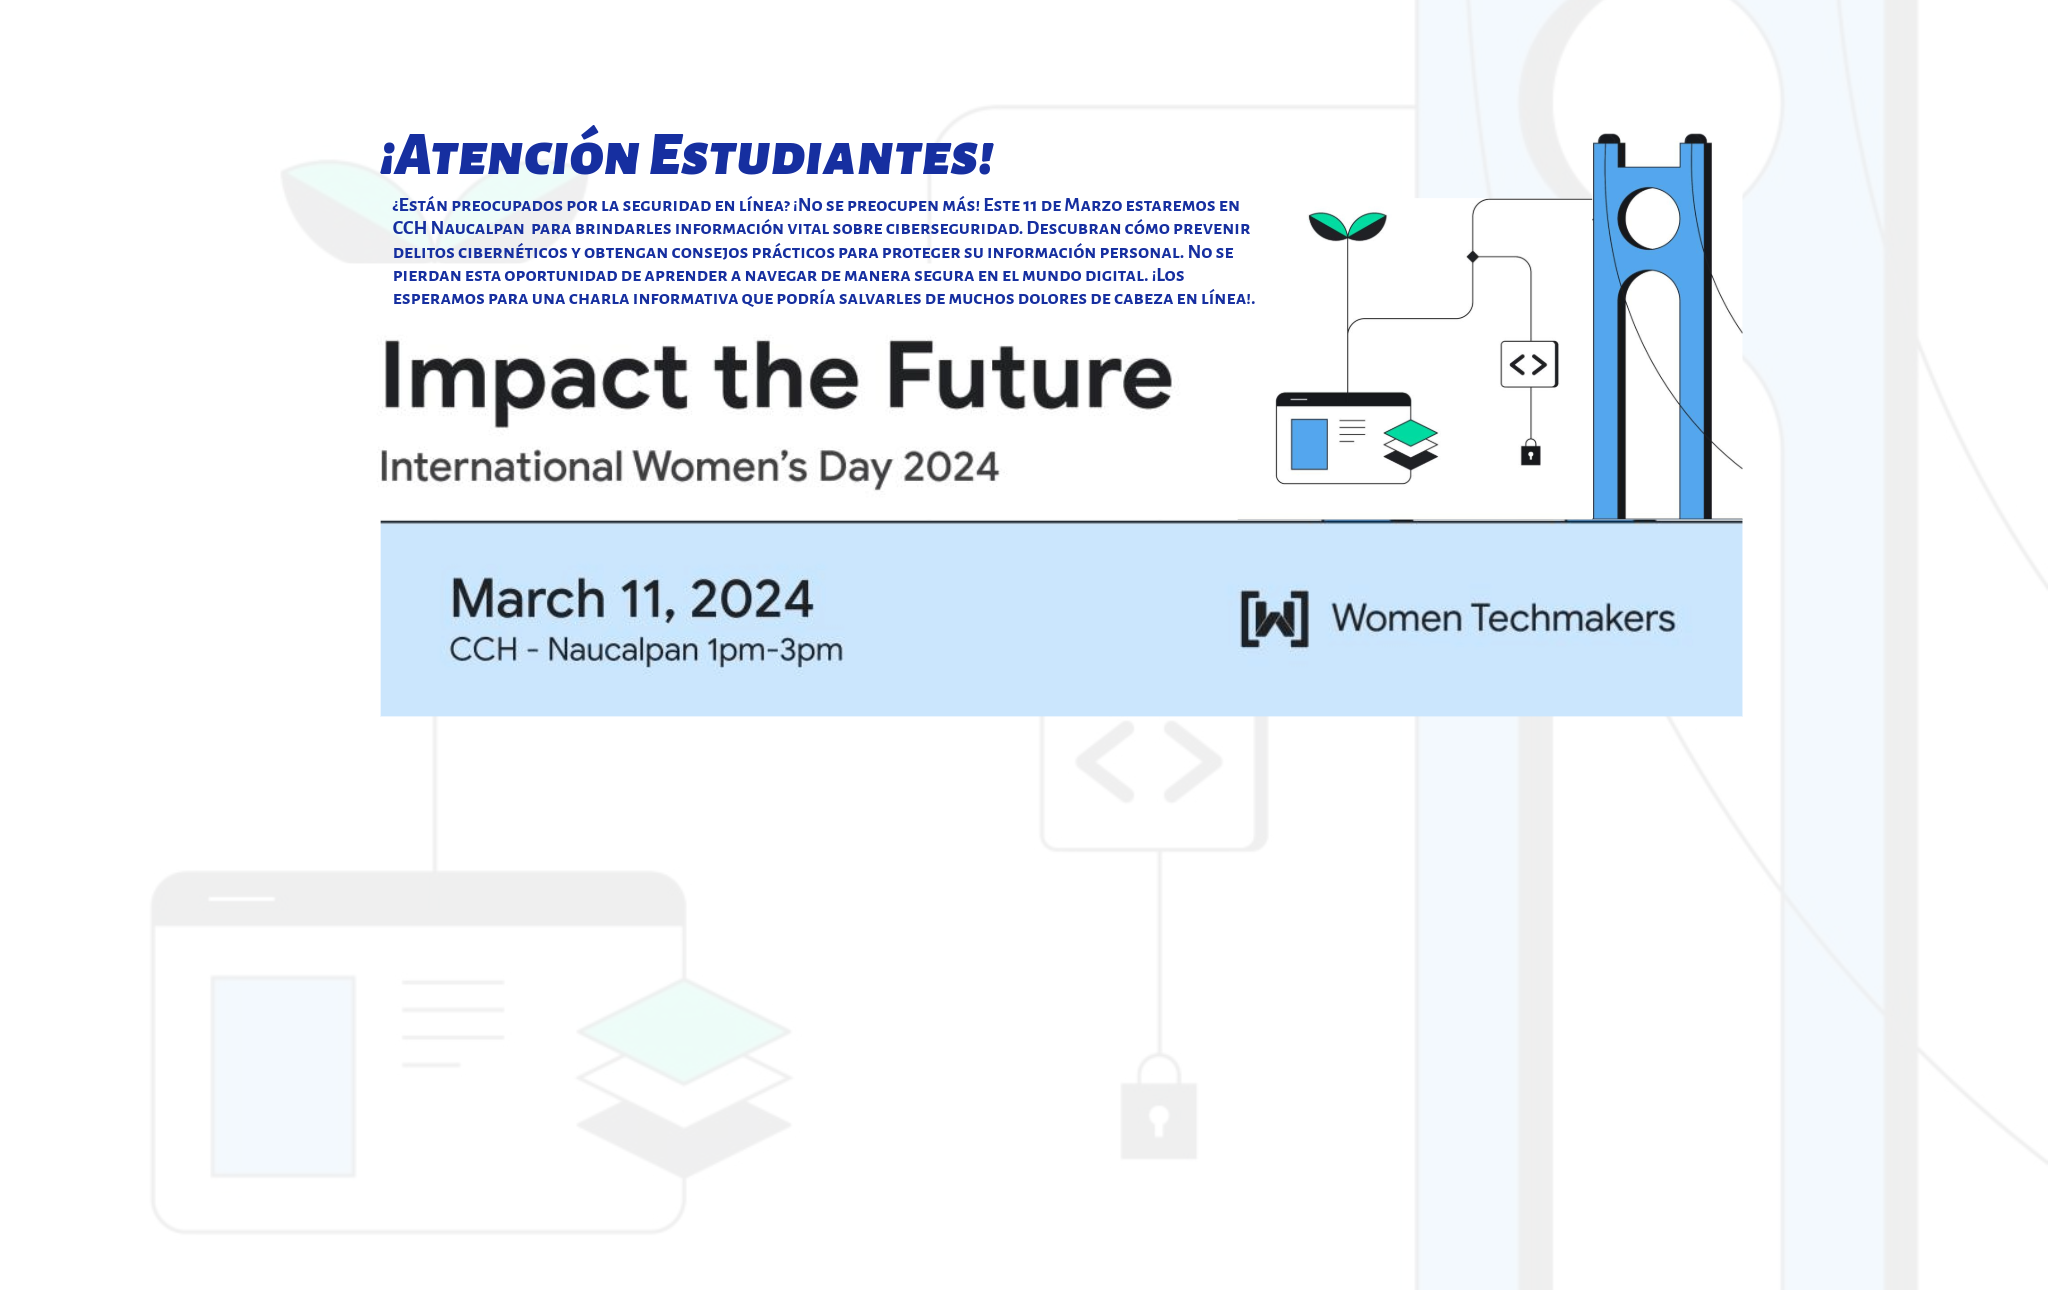 ¡Atención Estudiantes!
¿Están preocupados por la seguridad en línea? ¡No se preocupen más! Este 11 de Marzo estaremos en
CCH Naucalpan para brindarles información vital sobre ciberseguridad. Descubran cómo prevenir
delitos cibernéticos y obtengan consejos prácticos para proteger su información personal. No se
pierdan esta oportunidad de aprender a navegar de manera segura en el mundo digital. ¡Los
esperamos para una charla informativa que podría salvarles de muchos dolores de cabeza en línea!.
Impact the Future
International Women’s Day 2024
March 11, 2024
CCH - Naucalpan 1pm-3pm
[W] Women Techmakers